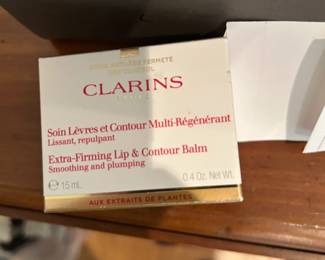 CLARINS
Soin Lèvres et Contour Multi-Régénérant
Lissant, repulpant
Extra-Firming Lip & Contour Balm
Smoothing and plumping
℮ 15 mL 0.4 Oz. Net Wt.
AUX EXTRAITS DE PLANTES